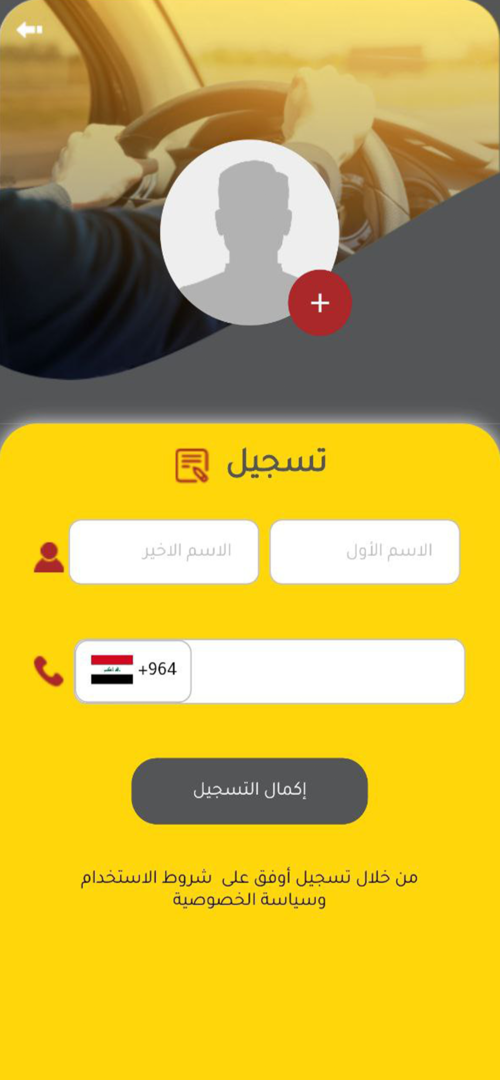 تسجيل
الاسم الأول
الاسم الاخير
+964
إكمال التسجيل
من خلال تسجيل أوفق على شروط الاستخدام
وسياسة الخصوصية